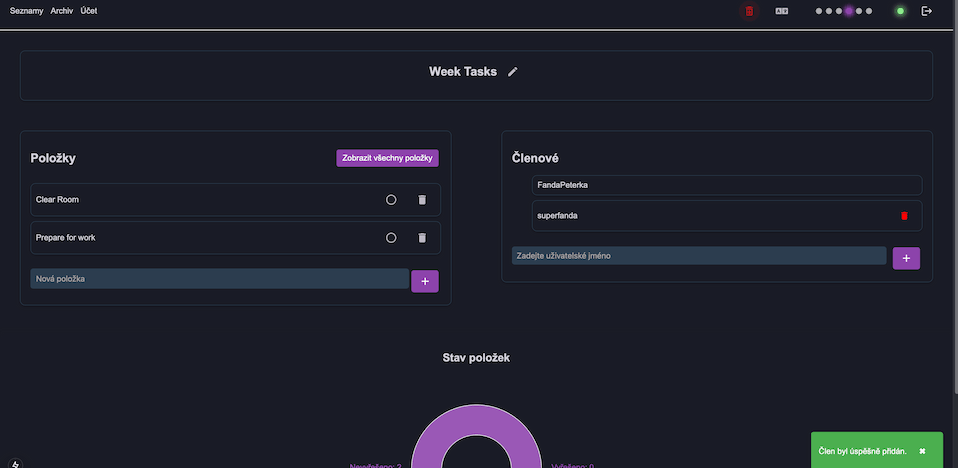 Seznamy Archiv Účet
Week Tasks
Položky
Zobrazit všechny položky
Clear Room
Prepare for work
Nová položka
+
Členové
FandaPeterka
superfanda
Zadejte uživatelské jméno
+
Stav položek
Nevyřešeno: 2
Vyřešeno: 0
Člen byl úspěšně přidán. ✖